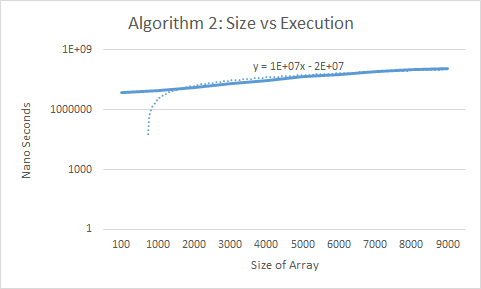 Algorithm 2: Size vs Execution
1E+09
y = 1E+07x - 2E+07
1000000
1000
1
Nano Seconds
100 1000 2000 3000 4000 5000 6000 7000 8000 9000
Size of Array